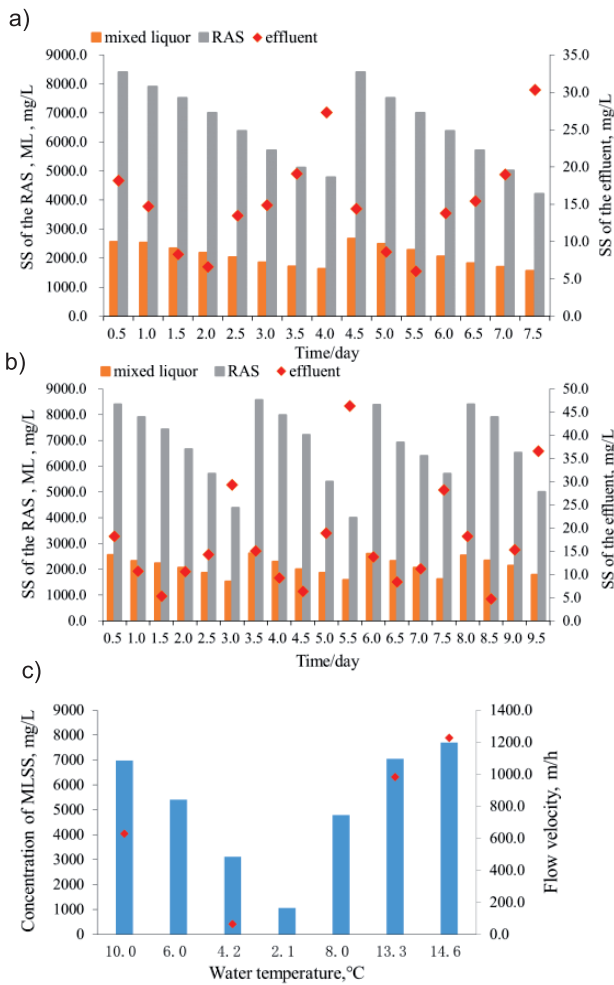 a)
mixed liquor RAS effluent
9000.0 35.0
8000.0 30.0
7000.0 25.0
6000.0 20.0
5000.0 15.0
4000.0 10.0
3000.0 5.0
2000.0 0.0
1000.0
0.0
SS of the RAS , ML , mg/L
SS of the effluent, mg/L
0.5 1.0 1.5 2.0 2.5 3.0 3.5 4.0 4.5 5.0 5.5 6.0 6.5 7.0 7.5
Time/day
b)
mixed liquor RAS effluent
9000.0 50.0
8000.0 45.0
7000.0 40.0
6000.0 35.0
5000.0 30.0
4000.0 25.0
3000.0 20.0
2000.0 15.0
1000.0 10.0
0.0 5.0
0.0
SS of the RAS , ML , mg/L
SS of the effluent, mg/L
0.5 1.0 1.5 2.0 2.5 3.0 3.5 4.0 4.5 5.0 5.5 6.0 6.5 7.0 7.5 8.0 8.5 9.0 9.5
Time/day
c)
9000 1400.0
8000 1200.0
7000 1000.0
6000 800.0
5000 600.0
4000 400.0
3000 200.0
2000 0.0
1000
0
Concentration of MLSS, mg/L
Flow velocity, m/h
10.0 6.0 4.2 2.1 8.0 13.3 14.6
Water temperature,℃